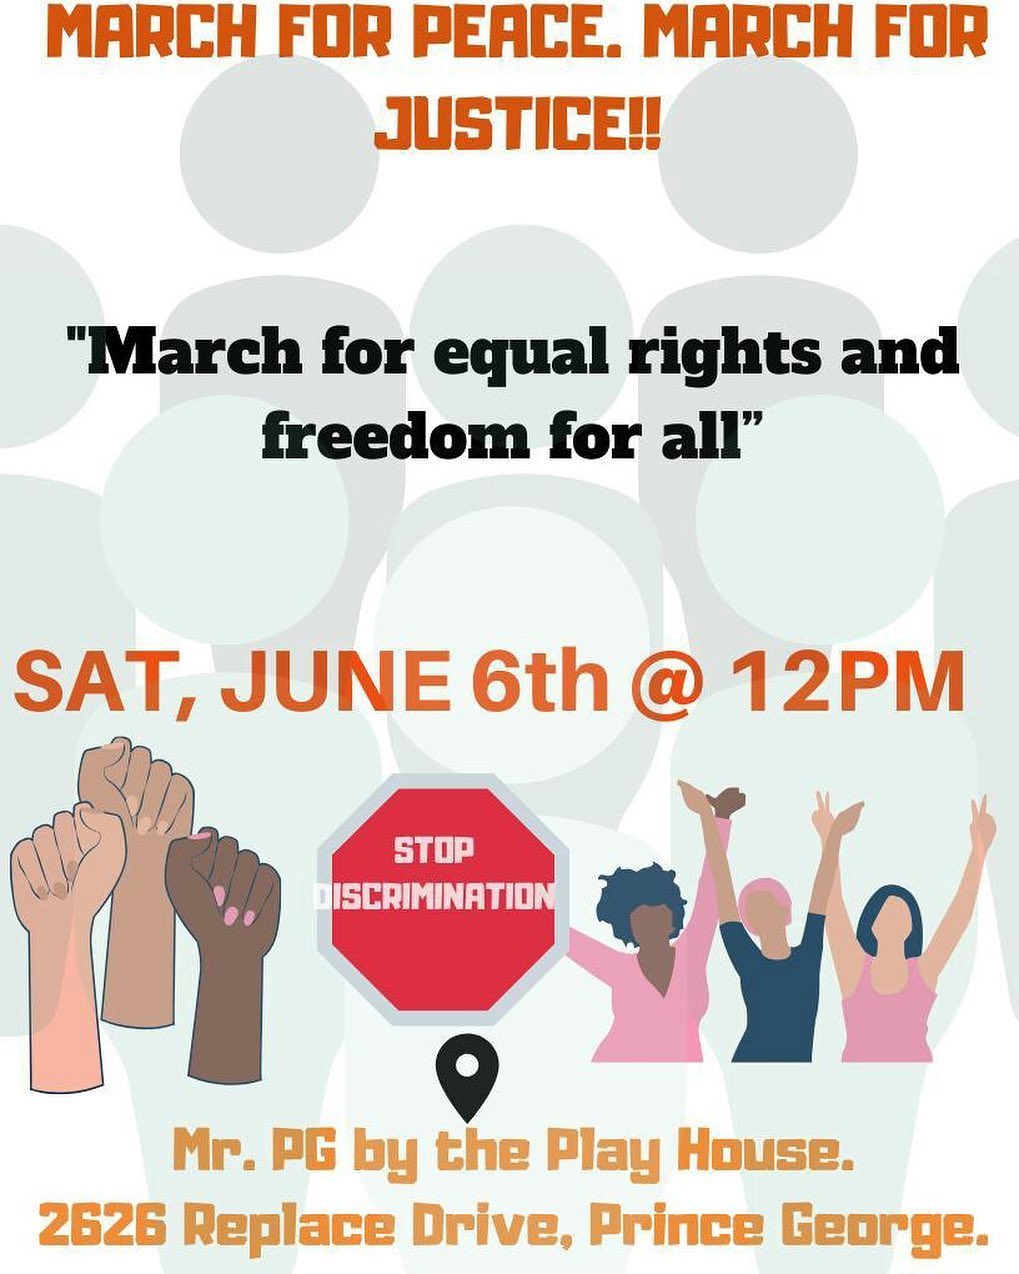 MARCH FOR PEACE. MARCH FOR
JUSTICE!!
"March for equal rights and
freedom for all”
SAT, JUNE 6th @ 12PM
STOP
DISCRIMINATION
Mr. PG by the Play House.
2626 Replace Drive, Prince George.